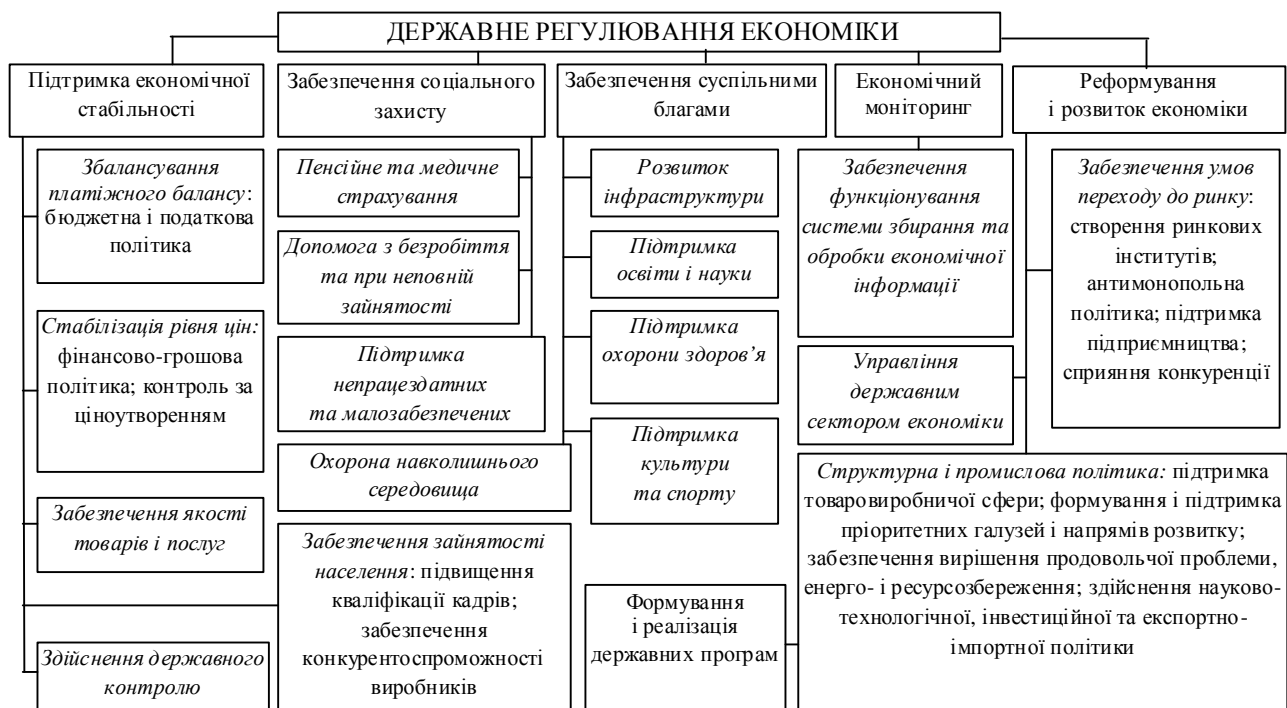 ДЕРЖАВНЕ РЕГУЛЮВАННЯ ЕКОНОМІКИ
Підтримка економічної
стабільності
Збалансування
платіжного балансу:
бюджетна і податкова
політика
Стабілізація рівня цін:
фінансово-грошова
політика; контроль за
ціноутворенням
Забезпечення якості
товарів і послуг
Здійснення державного
контролю
Забезпечення соціального
захисту
Пенсійне та медичне
страхування
Допомога з безробіття
та при неповній
зайнятості
Підтримка
непрацездатних
та малозабезпечених
Охорона навколишнього
середовища
Забезпечення зайнятості
населення: підвищення
кваліфікації кадрів;
забезпечення
конкурентоспроможності
виробників
Забезпечення суспільними
благами
Розвиток
інфраструктури
Підтримка
освіти і науки
Підтримка
охорони здоров’я
Підтримка
культури
та спорту
Формування
і реалізація
державних програм
Економічний
моніторинг
Забезпечення
функціонування
системи збирання та
обробки економічної
інформації
Управління
державним
сектором економіки
Реформування
і розвиток економіки
Забезпечення умов
переходу до ринку:
створення ринкових
інститутів;
антимонопольна
політика; підтримка
підприємництва;
сприяння конкуренції
Структурна і промислова політика: підтримка
товаровиробничої сфери; формування і підтримка
пріоритетних галузей і напрямів розвитку;
забезпечення вирішення продовольчої проблеми,
енерго- і ресурсозбереження; здійснення науково-
технологічної, інвестиційної та експортно-
імпортної політики